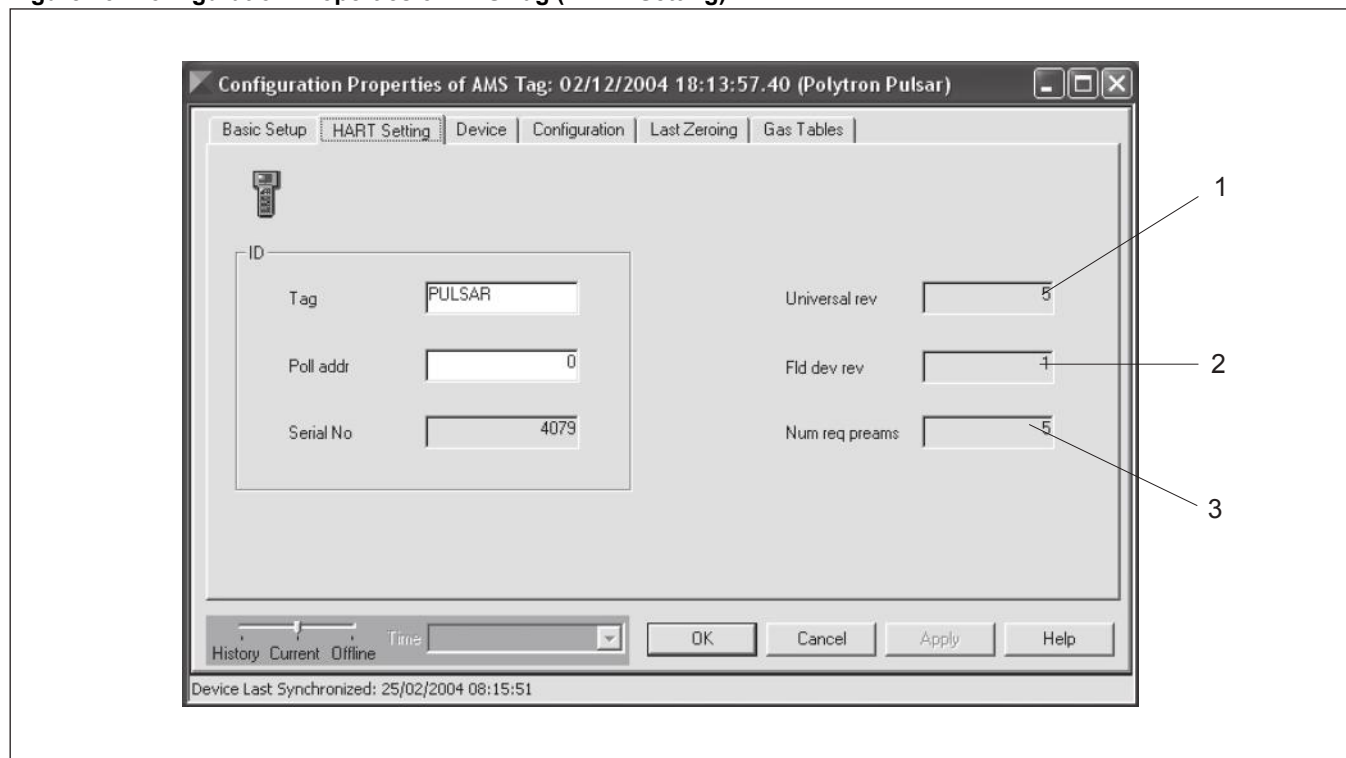 Configuration Properties of AMS Tag: 02/12/2004 18:13:57.40 (Polytron Pulsar)
Basic Setup HART Setting Device Configuration Last Zeroing Gas Tables
1
ID
Tag PULSAR Universal rev 5
Poll addr 0 Fld dev rev 1 2
Serial No 4079 Num req preams 5
3
Time OK Cancel Apply Help
History Current Offline
Device Last Synchronized: 25/02/2004 08:15:51